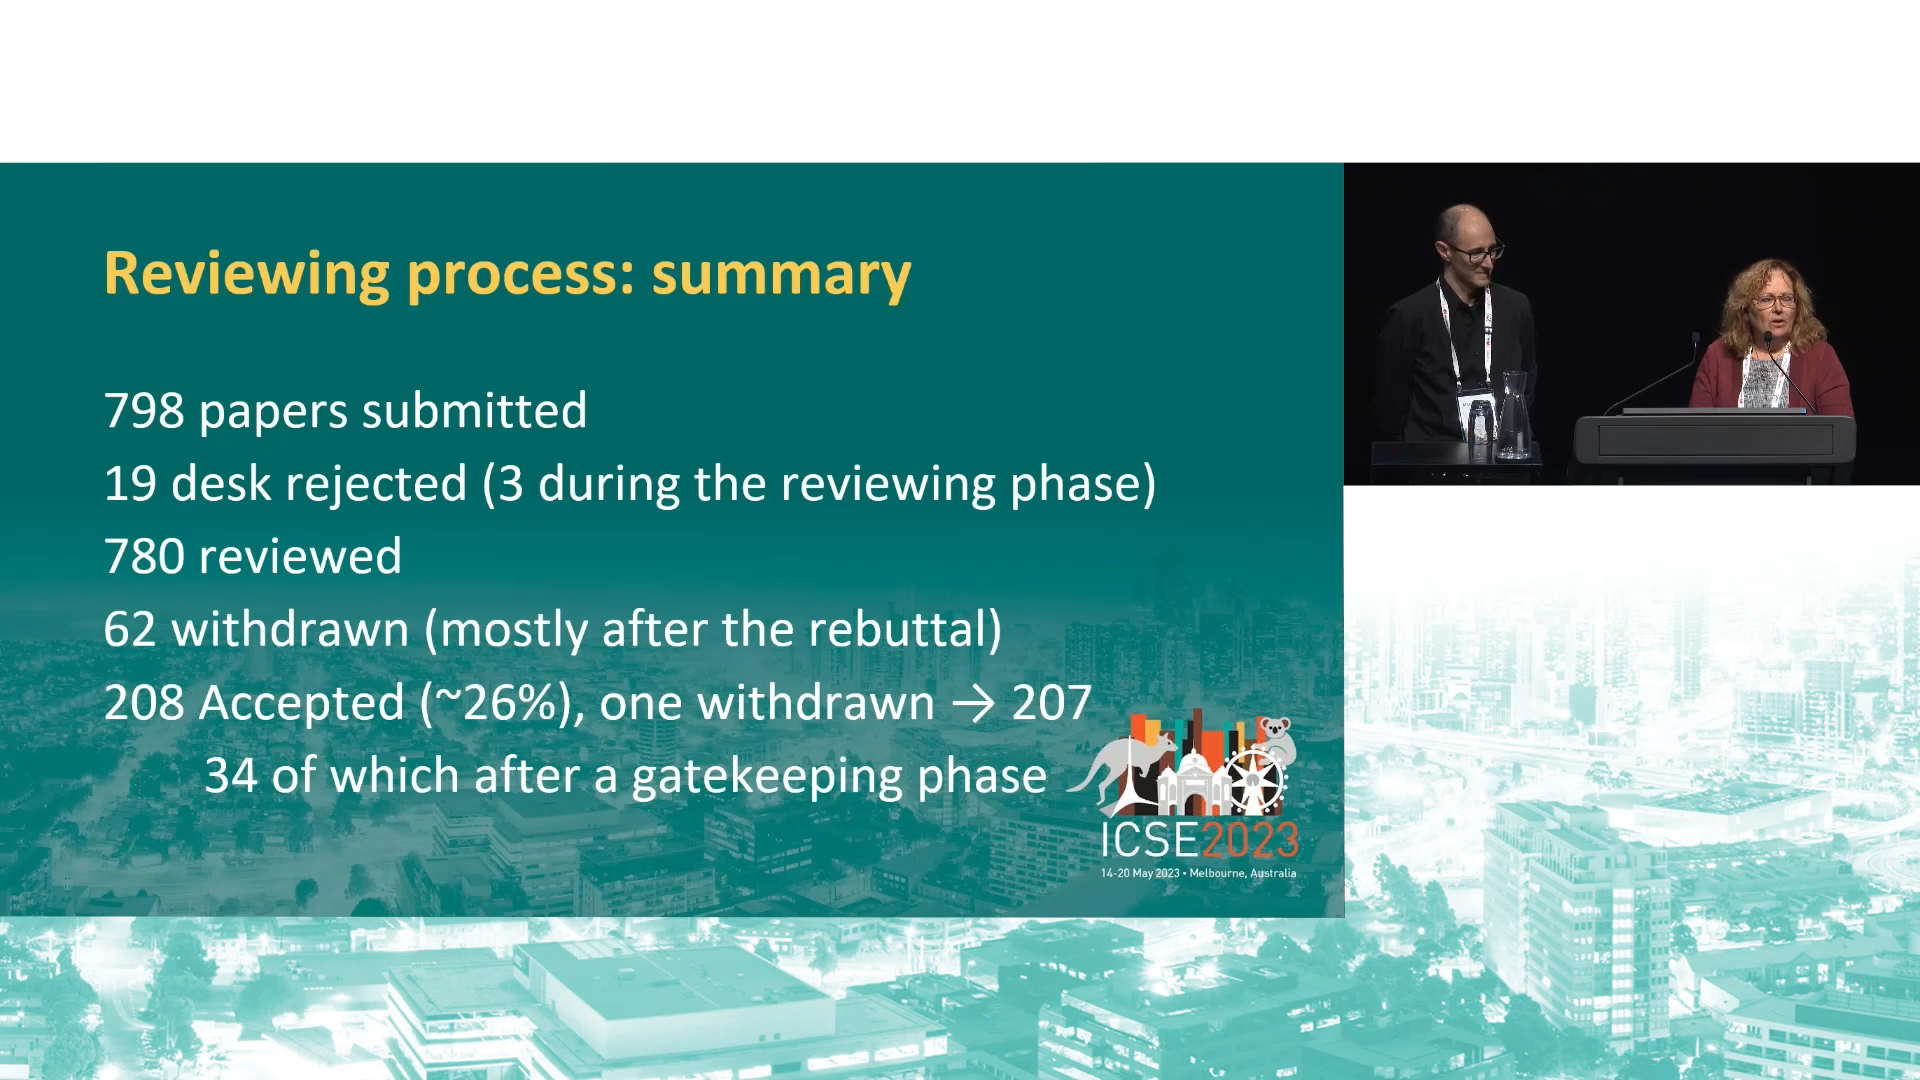 Reviewing process: summary
798 papers submitted
19 desk rejected (3 during the reviewing phase)
780 reviewed
62 withdrawn (mostly after the rebuttal)
208 Accepted (~26%), one withdrawn → 207
34 of which after a gatekeeping phase
ICSE2023
14-20 May 2023 • Melbourne, Australia